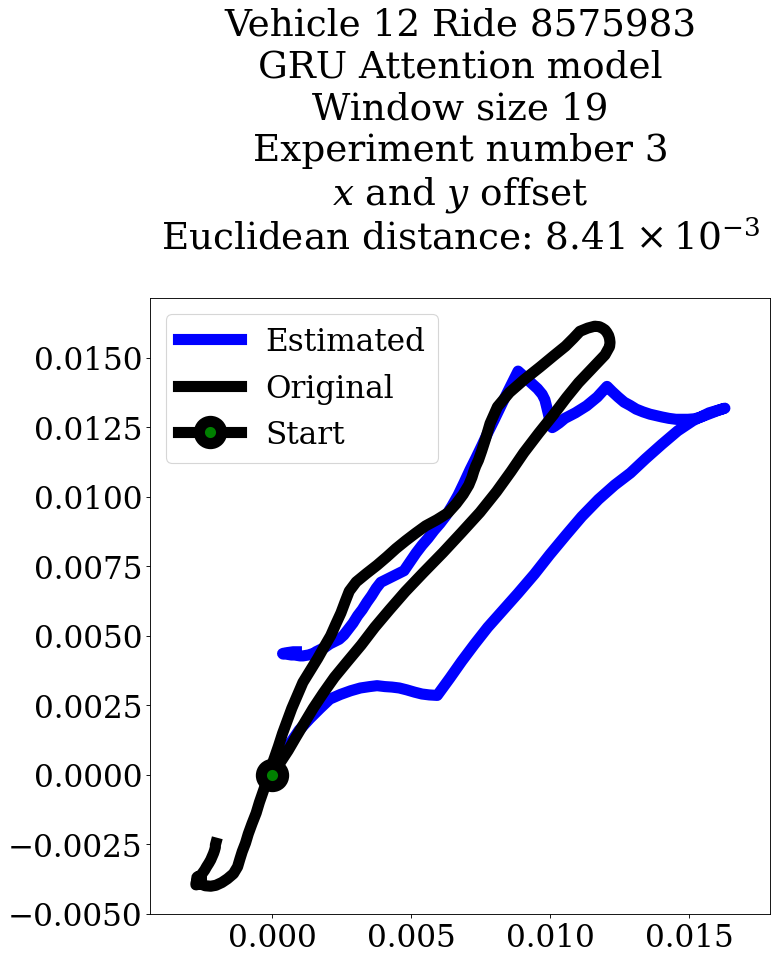 Vehicle 12 Ride 8575983
GRU Attention model
Window size 19
Experiment number 3
x and y offset
Euclidean distance: 8.41 × 10⁻³
Estimated
Original
Start
0.0150
0.0125
0.0100
0.0075
0.0050
0.0025
0.0000
−0.0025
−0.0050
0.000 0.005 0.010 0.015